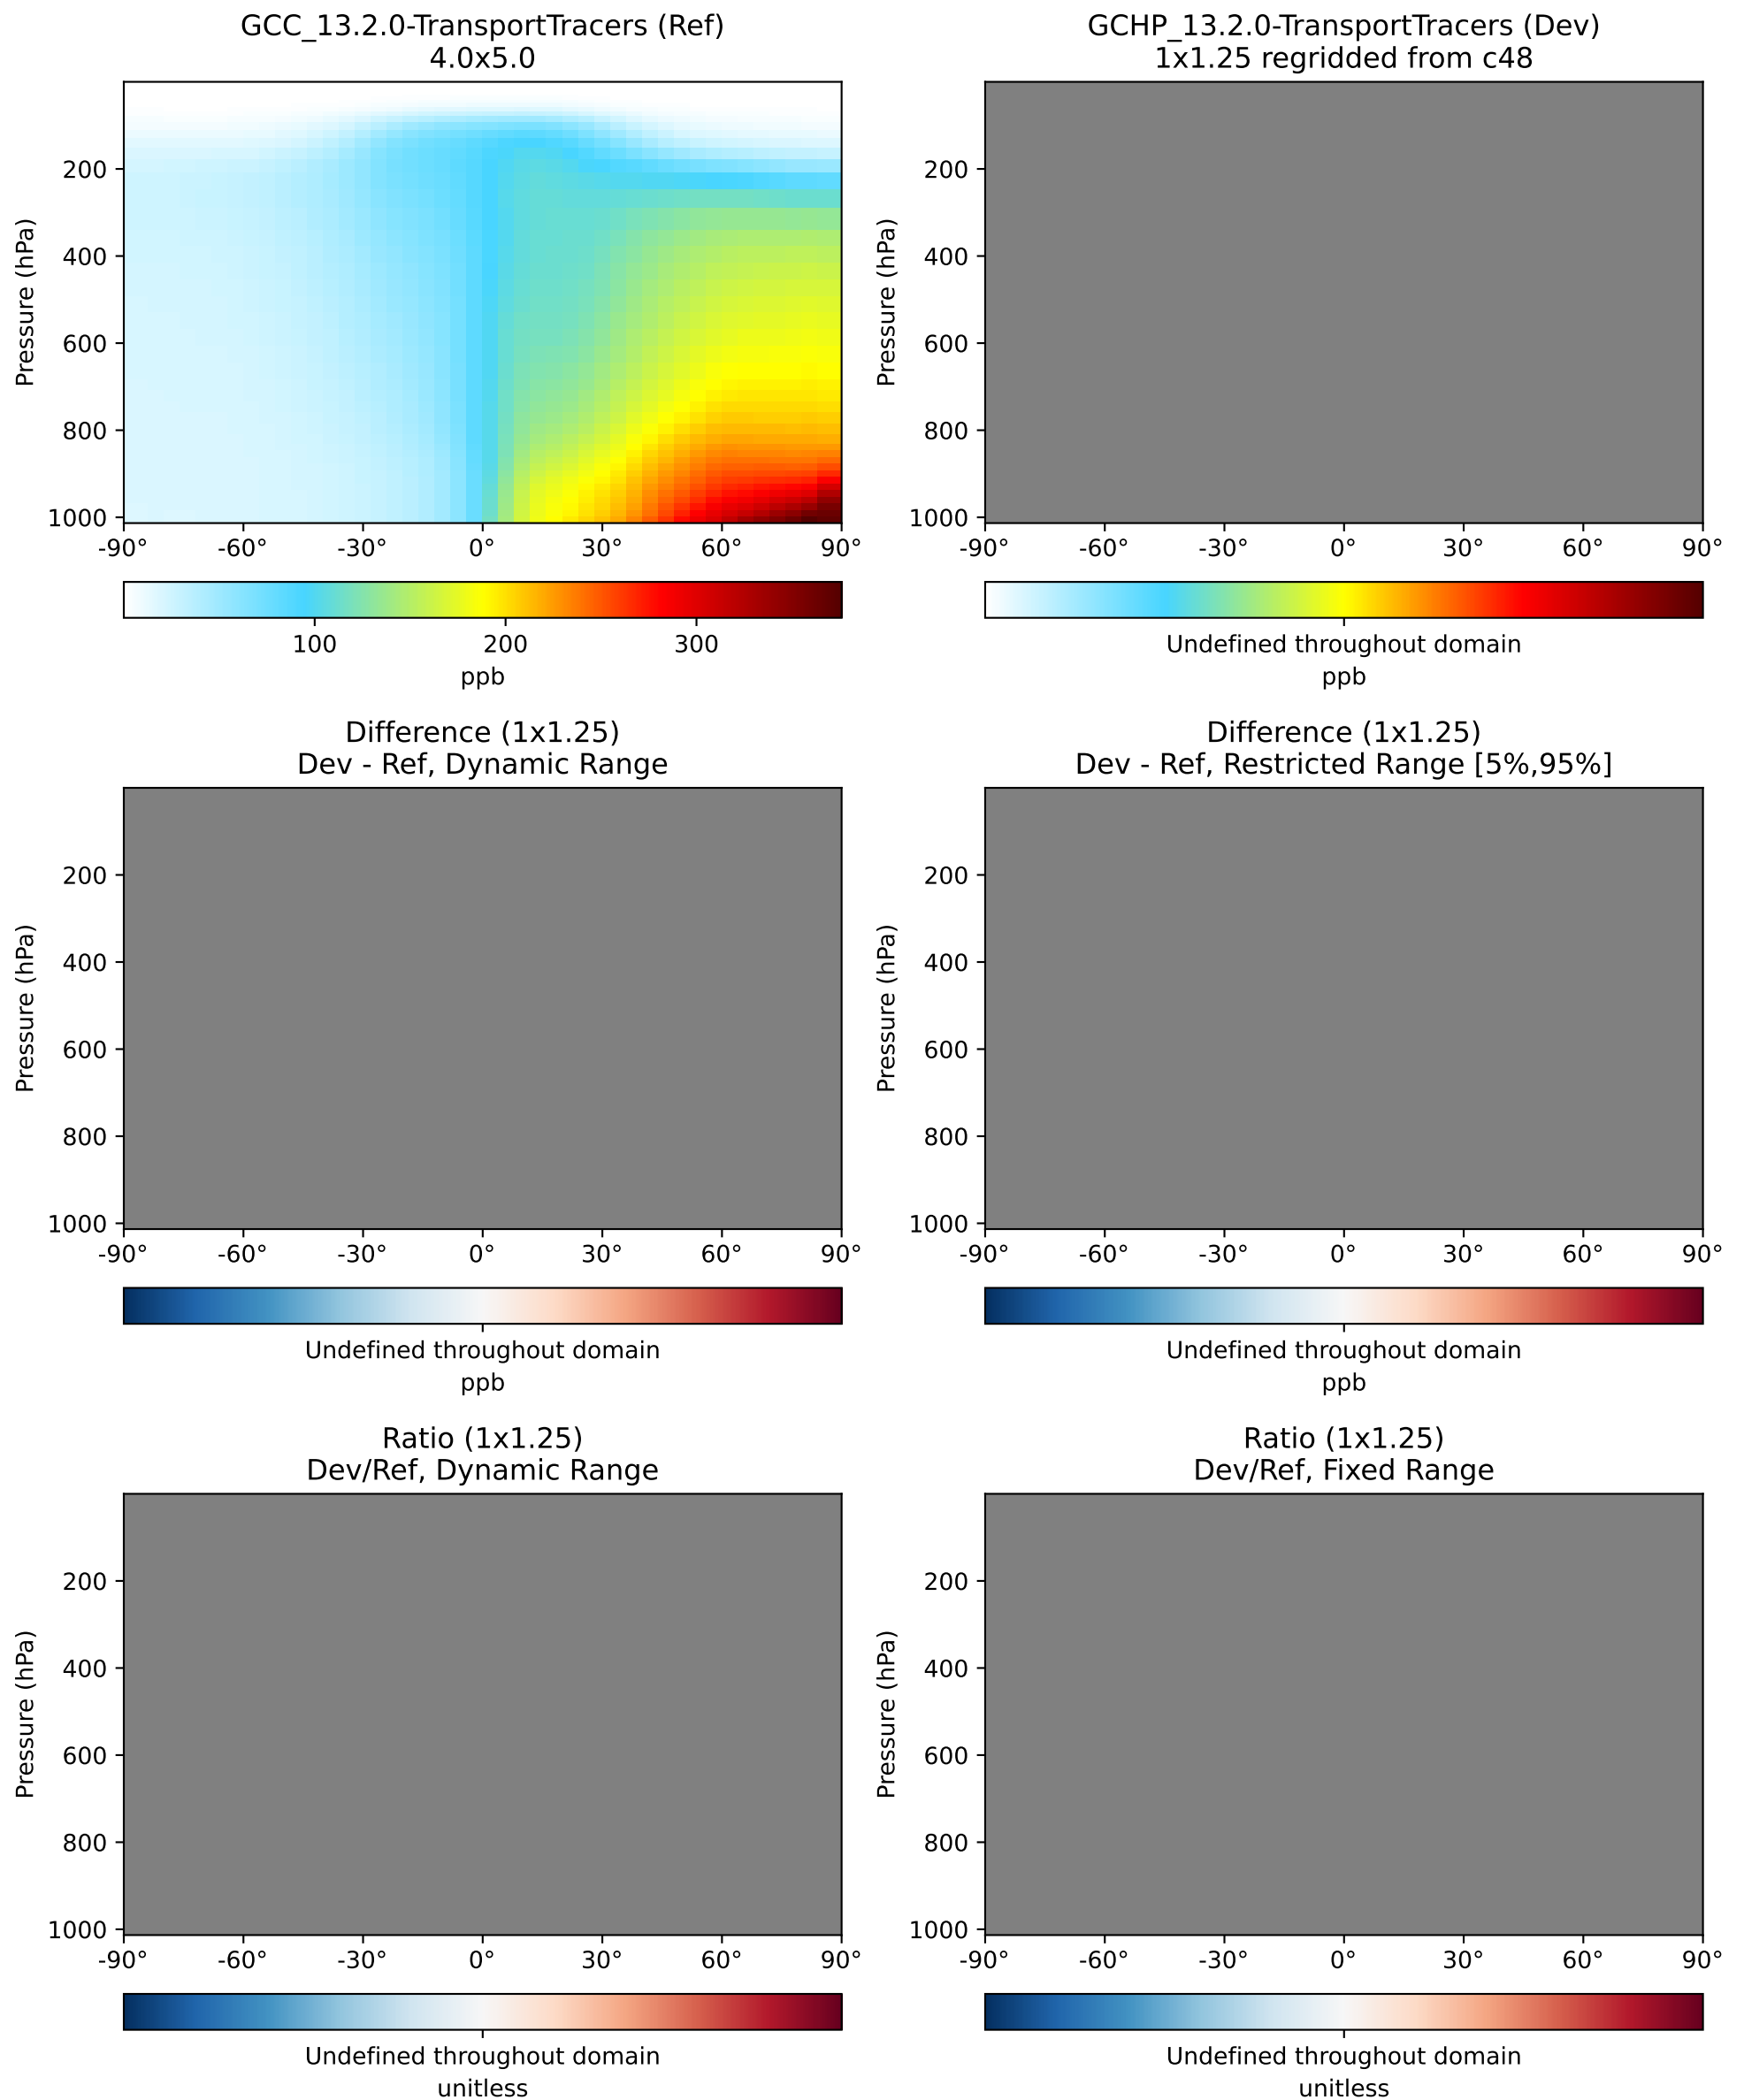 GCC_13.2.0-TransportTracers (Ref)
4.0x5.0
Pressure (hPa)
200
400
600
800
1000
-90° -60° -30° 0° 30° 60° 90°
100 200 300
ppb
GCHP_13.2.0-TransportTracers (Dev)
1x1.25 regridded from c48
Pressure (hPa)
200
400
600
800
1000
-90° -60° -30° 0° 30° 60° 90°
Undefined throughout domain
ppb
Difference (1x1.25)
Dev - Ref, Dynamic Range
Pressure (hPa)
200
400
600
800
1000
-90° -60° -30° 0° 30° 60° 90°
Undefined throughout domain
ppb
Difference (1x1.25)
Dev - Ref, Restricted Range [5%,95%]
Pressure (hPa)
200
400
600
800
1000
-90° -60° -30° 0° 30° 60° 90°
Undefined throughout domain
ppb
Ratio (1x1.25)
Dev/Ref, Dynamic Range
Pressure (hPa)
200
400
600
800
1000
-90° -60° -30° 0° 30° 60° 90°
Undefined throughout domain
unitless
Ratio (1x1.25)
Dev/Ref, Fixed Range
Pressure (hPa)
200
400
600
800
1000
-90° -60° -30° 0° 30° 60° 90°
Undefined throughout domain
unitless